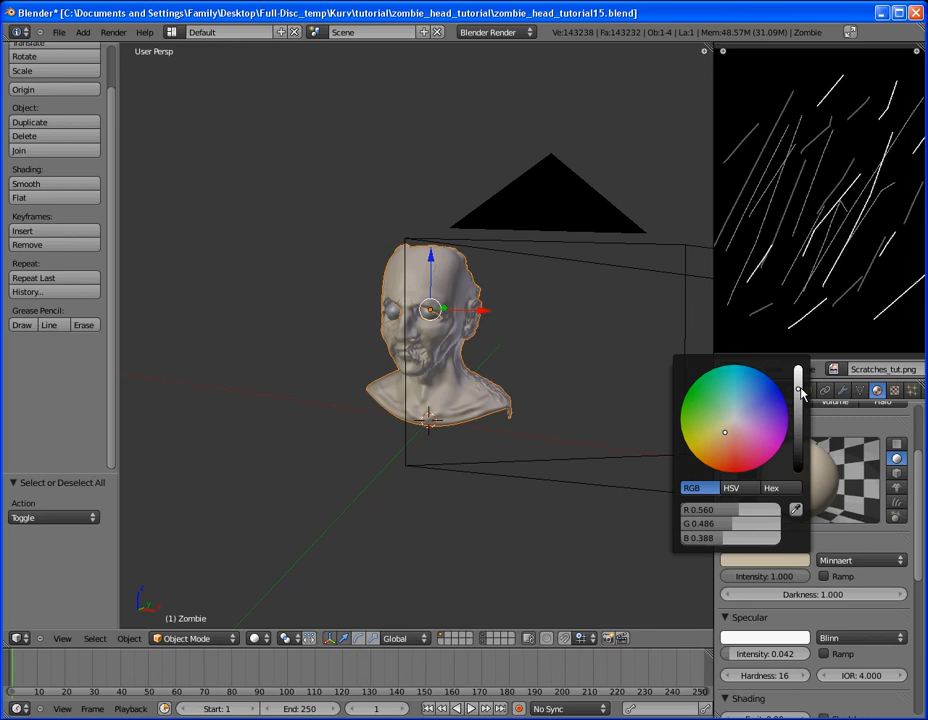 Blender* [C:\Documents and Settings\Family\Desktop\Full-Disc_temp\Kurv\tutorial\zombie_head_tutorial\zombie_head_tutorial15.blend]
File Add Render Help Default Scene Blender Render Ve:143238 | Fa:143232 | Ob:1-4 | La:1 | Mem:48.57M (31.09M) | Zombie
Translate
Rotate
Scale
Origin
Object:
Duplicate
Delete
Join
Shading:
Smooth
Flat
Keyframes:
Insert
Remove
Repeat:
Repeat Last
History...
Grease Pencil:
Draw Line Erase
Select or Deselect All
Action
Toggle
User Persp
(1) Zombie
Scratches_tut.png
Volume Halo
RGB HSV Hex
R 0.560
G 0.486
B 0.388
Minnaert
Intensity: 1.000 Ramp
Darkness: 1.000
Specular
Blinn
Intensity: 0.042 Ramp
Hardness: 16 IOR: 4.000
Shading
View Select Object Object Mode Global
0 10 20 30 40 50 60 70 80 90 100 110 120 130 140 150 160 170 180 190 200 210 220 230 240 250
View Frame Playback Start: 1 End: 250 1 No Sync